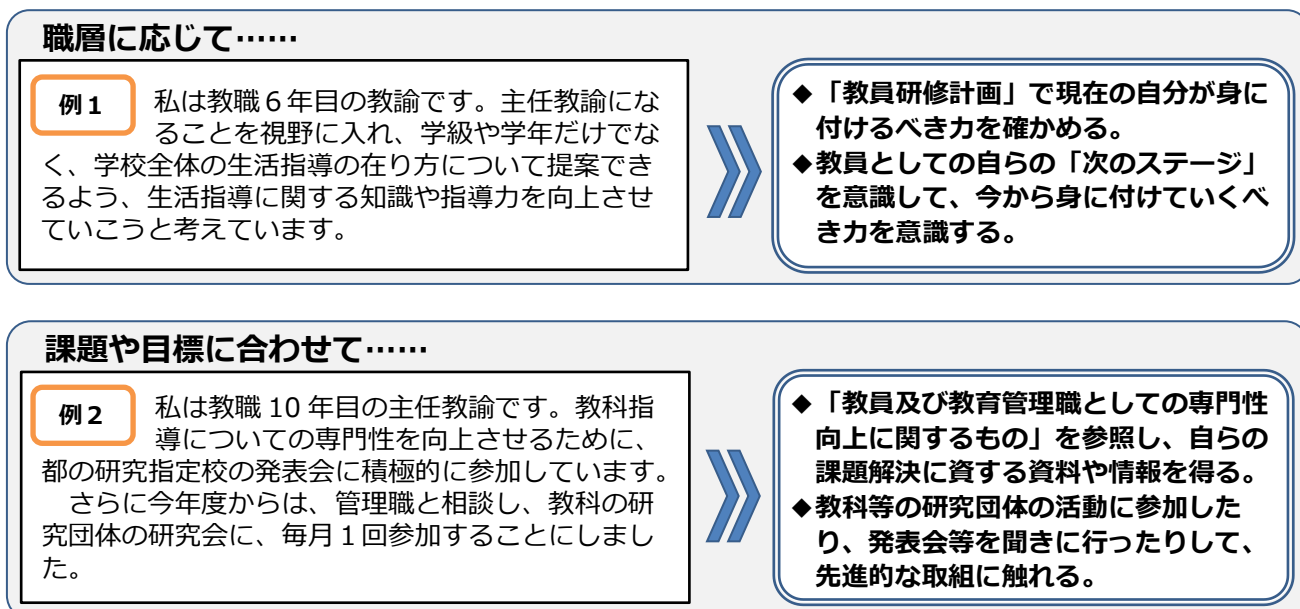 職層に応じて……
例1
私は教職６年目の教諭です。主任教諭にな
ることを視野に入れ、学級や学年だけでな
く、学校全体の生活指導の在り方について提案でき
るよう、生活指導に関する知識や指導力を向上させ
ていこうと考えています。
◆「教員研修計画」で現在の自分が身に
付けるべき力を確かめる。
◆教員としての自らの「次のステージ」
を意識して、今から身に付けていくべ
き力を意識する。
課題や目標に合わせて……
例2
私は教職 10 年目の主任教諭です。教科指
導についての専門性を向上させるために、
都の研究指定校の発表会に積極的に参加しています。
さらに今年度からは、管理職と相談し、教科の研
究団体の研究会に、毎月１回参加することにしまし
た。
◆「教員及び教育管理職としての専門性
向上に関するもの」を参照し、自らの
課題解決に資する資料や情報を得る。
◆教科等の研究団体の活動に参加した
り、発表会等を聞きに行ったりして、
先進的な取組に触れる。